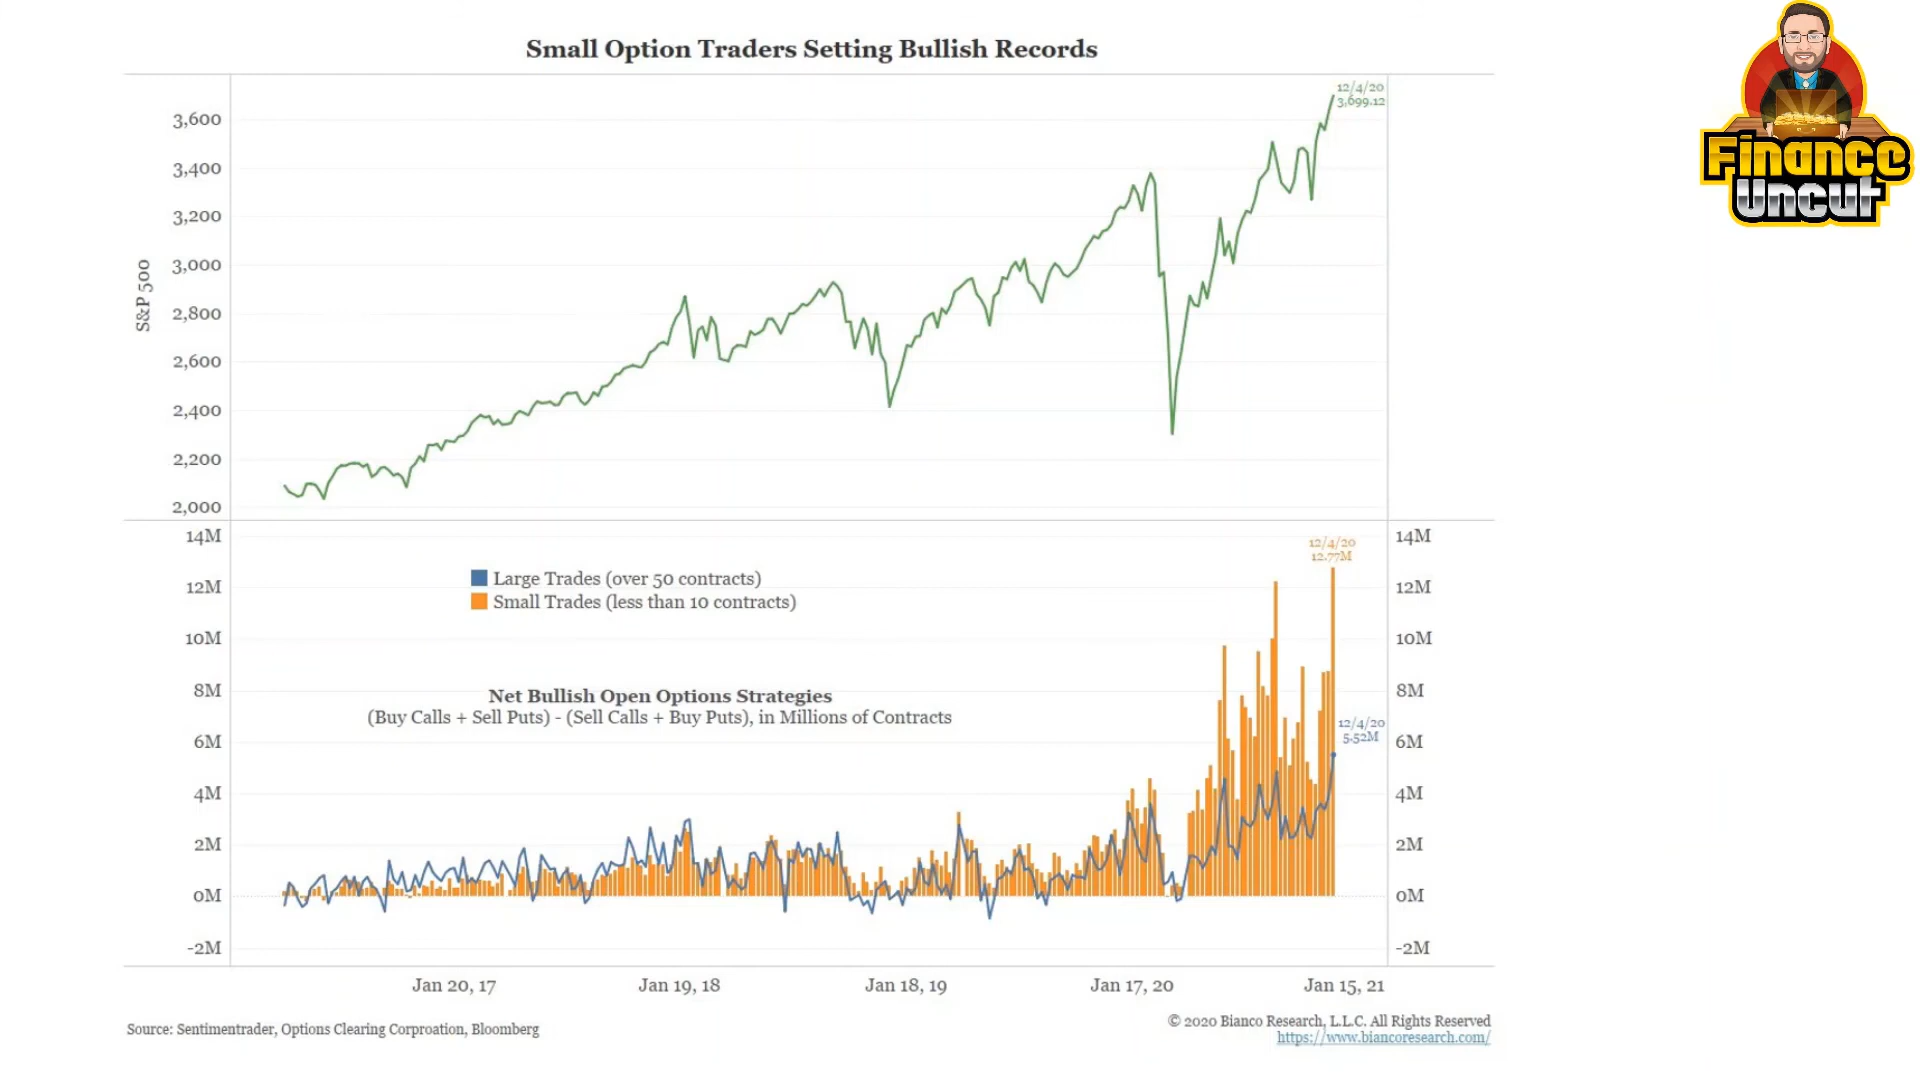 Small Option Traders Setting Bullish Records
Finance
Uncut
12/4/20
3,699.12
3,600
3,400
3,200
3,000
2,800
2,600
2,400
2,200
2,000
S&P 500
14M
12M
10M
8M
6M
4M
2M
0M
-2M
Large Trades (over 50 contracts)
Small Trades (less than 10 contracts)
Net Bullish Open Options Strategies
(Buy Calls + Sell Puts) - (Sell Calls + Buy Puts), in Millions of Contracts
12/4/20
12.77M
12/4/20
5.52M
14M
12M
10M
8M
6M
4M
2M
0M
-2M
Jan 20, 17
Jan 19, 18
Jan 18, 19
Jan 17, 20
Jan 15, 21
Source: Sentimentrader, Options Clearing Corproation, Bloomberg
© 2020 Bianco Research, L.L.C. All Rights Reserved
https://www.biancoresearch.com/